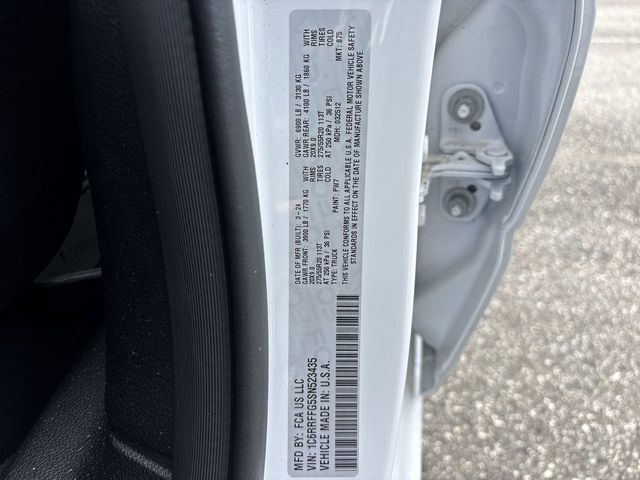 MFD BY: FCA US LLC
VIN: 1C6RRFFG5SN523435
VEHICLE MADE IN: U.S.A.
DATE OF MFR (BUILT): 3-24
GVWR: 6900 LB / 3130 KG
GAWR FRONT: 3900 LB / 1770 KG WITH
GAWR REAR: 4100 LB / 1860 KG WITH
20X9.0 RIMS
20X9.0 RIMS
275/55R20 113T TIRES
275/55R20 113T TIRES
AT 250 kPa / 36 PSI COLD
AT 250 kPa / 36 PSI COLD
TYPE: TRUCK
PAINT: PW7
MDH: 032512
MKT: 875
THIS VEHICLE CONFORMS TO ALL APPLICABLE U.S.A. FEDERAL MOTOR VEHICLE SAFETY
STANDARDS IN EFFECT ON THE DATE OF MANUFACTURE SHOWN ABOVE.